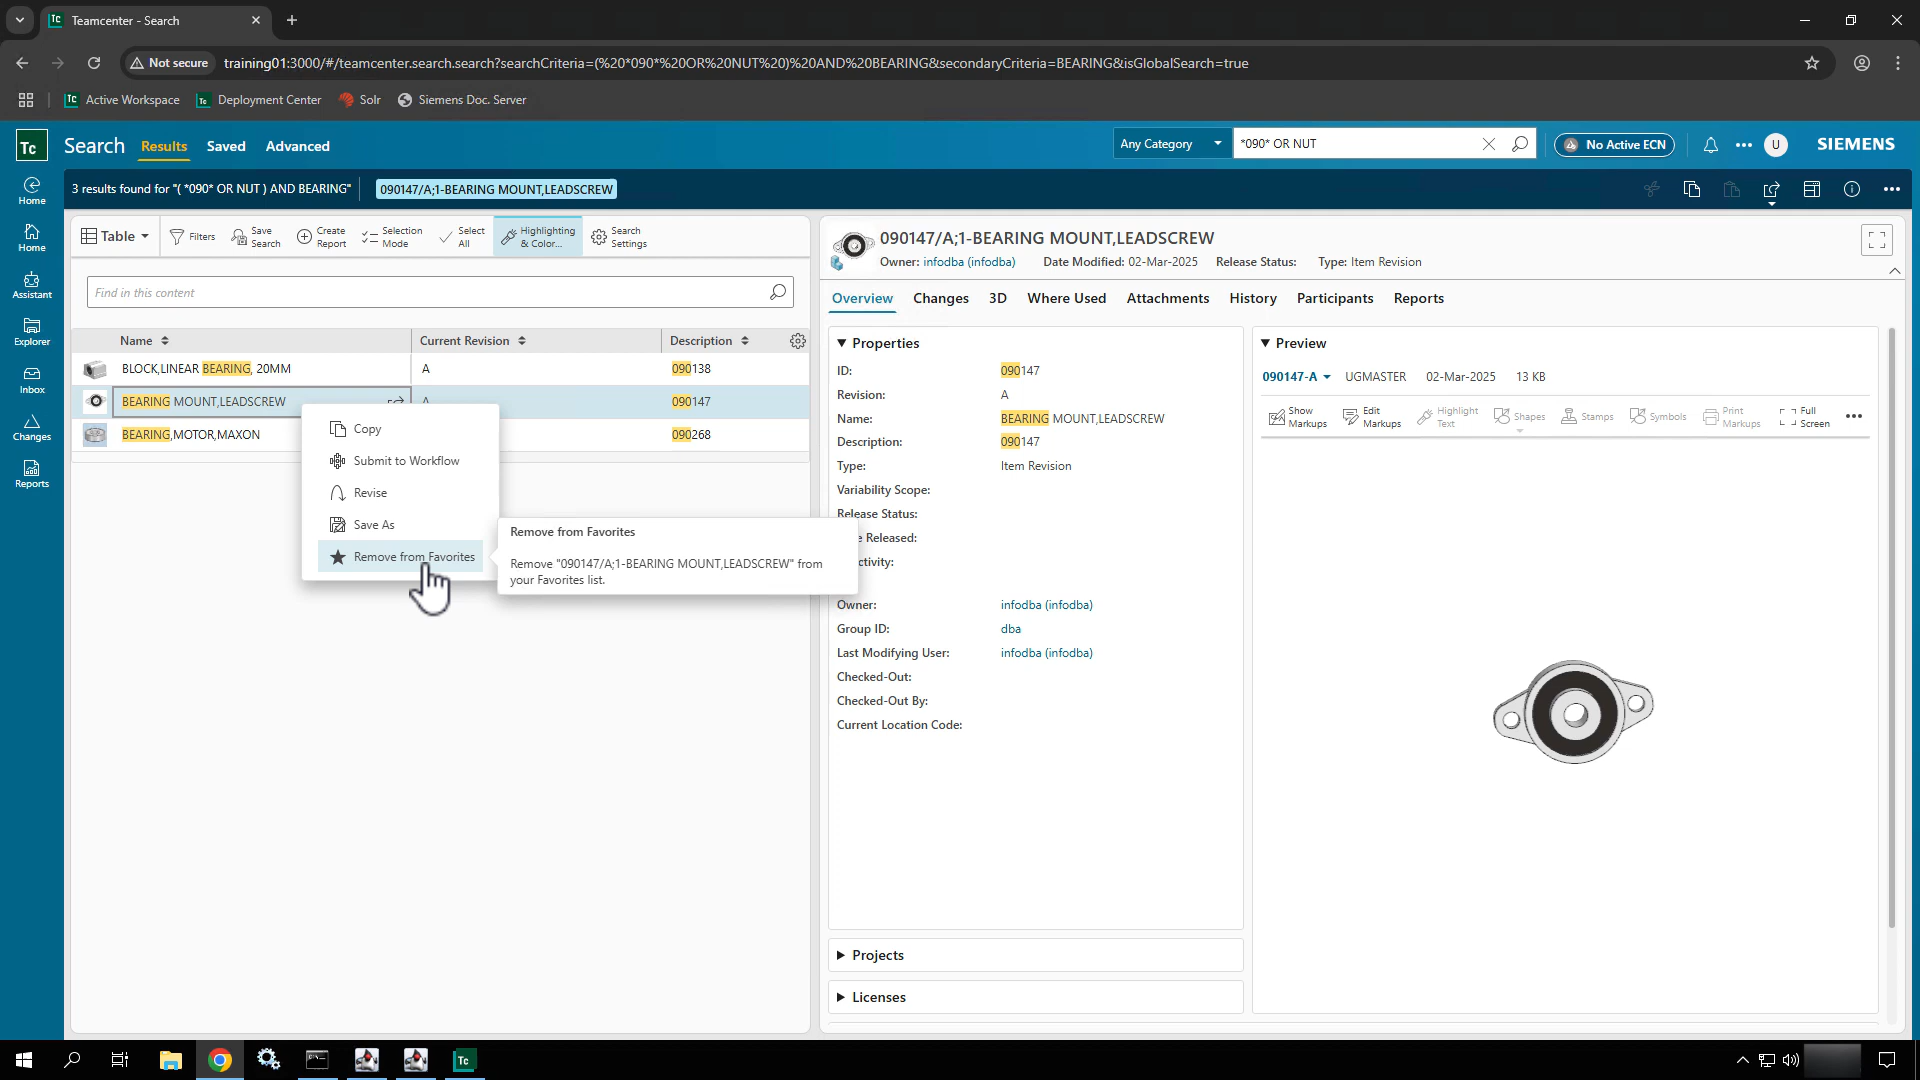 Teamcenter - Search
Not secure
training01:3000/#/teamcenter.search.search?searchCriteria=(%20*090*%20OR%20NUT%20)%20AND%20BEARING&secondaryCriteria=BEARING&isGlobalSearch=true
Active Workspace
Deployment Center
Solr
Siemens Doc. Server
Tc
Search
Results
Saved
Advanced
Any Category
*090* OR NUT
No Active ECN
U
SIEMENS
3 results found for "( *090* OR NUT ) AND BEARING"
090147/A;1-BEARING MOUNT,LEADSCREW
Home
Home
Assistant
Explorer
Inbox
Changes
Reports
Table
Filters
Save Search
Create Report
Selection Mode
Select All
Highlighting & Color...
Search Settings
Find in this content
Name
Current Revision
Description
BLOCK,LINEAR BEARING, 20MM
A
090138
BEARING MOUNT,LEADSCREW
A
090147
BEARING,MOTOR,MAXON
090268
Copy
Submit to Workflow
Revise
Save As
Remove from Favorites
Remove from Favorites
Remove "090147/A;1-BEARING MOUNT,LEADSCREW" from
your Favorites list.
090147/A;1-BEARING MOUNT,LEADSCREW
Owner: infodba (infodba)
Date Modified: 02-Mar-2025
Release Status:
Type: Item Revision
Overview
Changes
3D
Where Used
Attachments
History
Participants
Reports
Properties
ID:
090147
Revision:
A
Name:
BEARING MOUNT,LEADSCREW
Description:
090147
Type:
Item Revision
Variability Scope:
Release Status:
e Released:
ctivity:
Owner:
infodba (infodba)
Group ID:
dba
Last Modifying User:
infodba (infodba)
Checked-Out:
Checked-Out By:
Current Location Code:
Projects
Licenses
Preview
090147-A
UGMASTER
02-Mar-2025
13 KB
Show Markups
Edit Markups
Highlight Text
Shapes
Stamps
Symbols
Print Markups
Full Screen
Tc